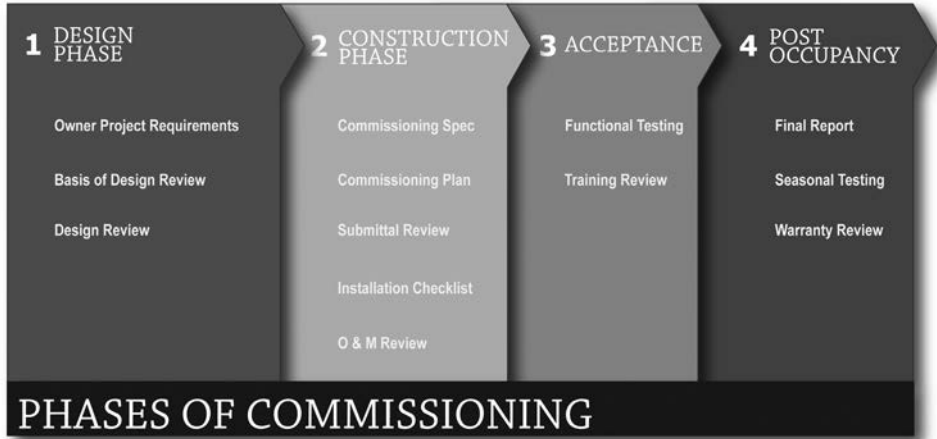 1 DESIGN
PHASE
Owner Project Requirements
Basis of Design Review
Design Review
2 CONSTRUCTION
PHASE
Commissioning Spec
Commissioning Plan
Submittal Review
Installation Checklist
O & M Review
3 ACCEPTANCE
Functional Testing
Training Review
4 POST
OCCUPANCY
Final Report
Seasonal Testing
Warranty Review
PHASES OF COMMISSIONING